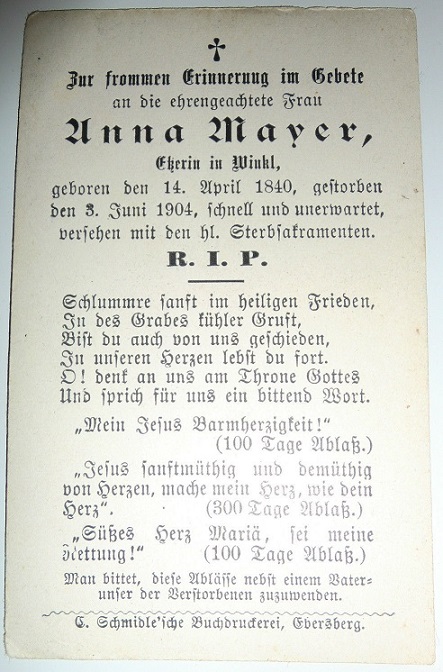 Zur frommen Erinnerung im Gebete
an die ehrengeachtete Frau
Anna Mayer,
Etzerin in Winkl,
geboren den 14. April 1840, gestorben
den 3. Juni 1904, schnell und unerwartet,
versehen mit den hl. Sterbsakramenten.
R. I. P.
Schlummre sanft im heiligen Frieden,
In des Grabes kühler Gruft,
Bist du auch von uns geschieden,
In unseren Herzen lebst du fort.
O! denk an uns am Throne Gottes
Und sprich für uns ein bittend Wort.
„Mein Jesus Barmherzigkeit!"
(100 Tage Ablaß.)
„Jesus sanftmüthig und demüthig
von Herzen, mache mein Herz, wie dein
Herz". (300 Tage Ablaß.)
„Süßes Herz Mariä, sei meine
Rettung!" (100 Tage Ablaß.)
Man bittet, diese Ablässe nebst einem Vater-
unser der Verstorbenen zuzuwenden.
C. Schmidle'sche Buchdruckerei, Ebersberg.